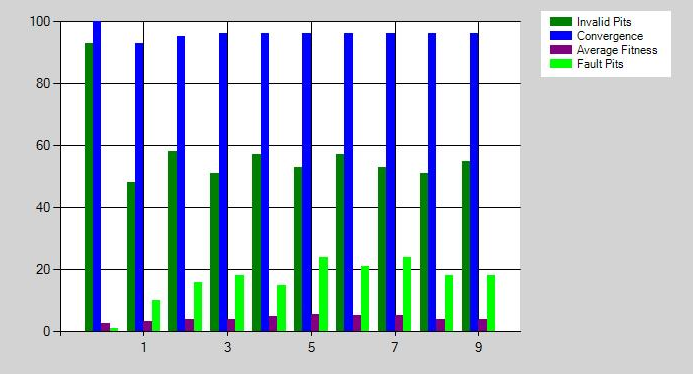 100
80
60
40
20
0
1 3 5 7 9
Invalid Pits
Convergence
Average Fitness
Fault Pits